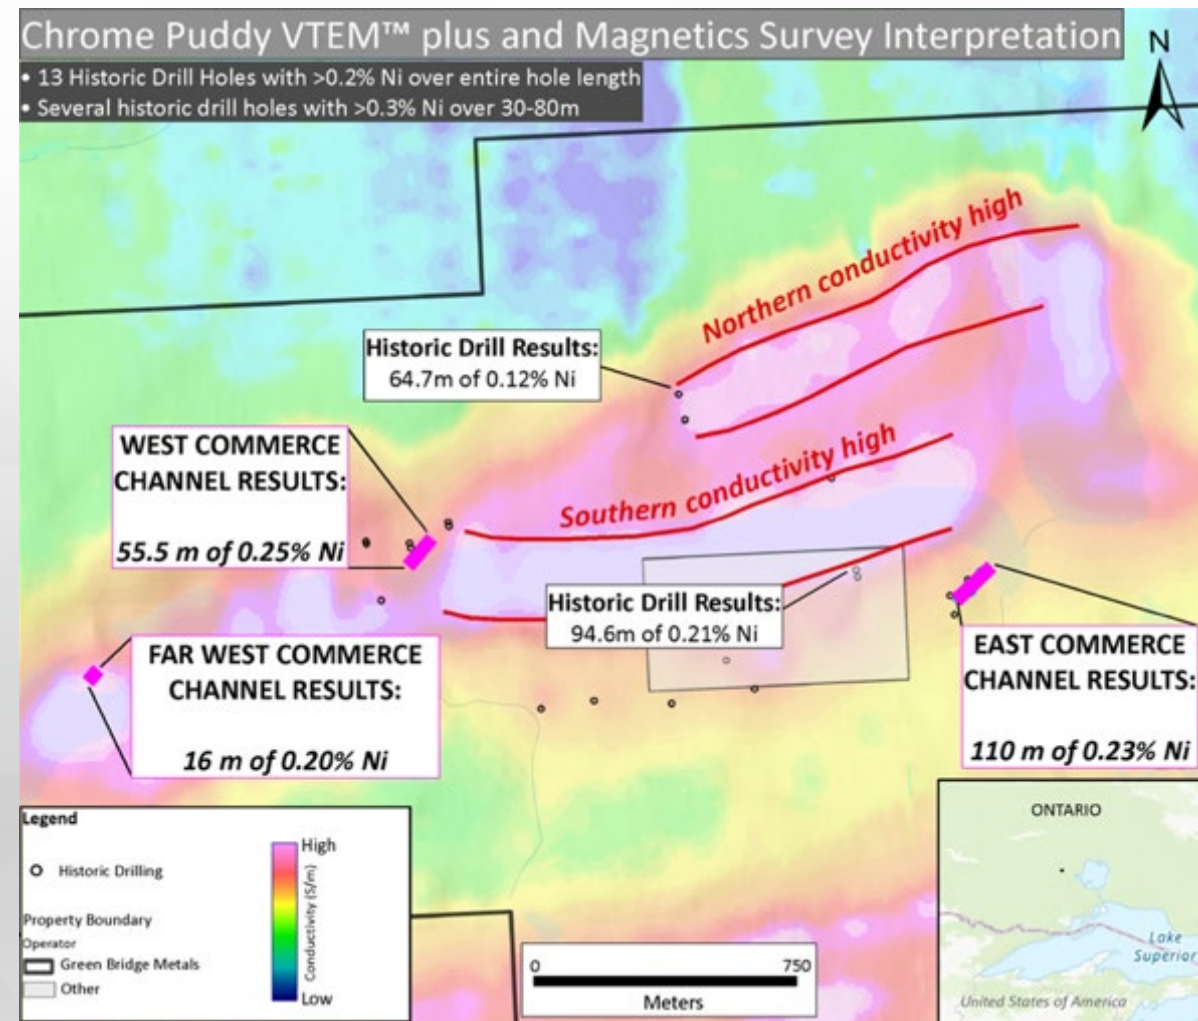 Chrome Puddy VTEM™ plus and Magnetics Survey Interpretation
• 13 Historic Drill Holes with >0.2% Ni over entire hole length
• Several historic drill holes with >0.3% Ni over 30-80m
N
Northern conductivity high
Historic Drill Results:
64.7m of 0.12% Ni
WEST COMMERCE
CHANNEL RESULTS:
55.5 m of 0.25% Ni
Southern conductivity high
Historic Drill Results:
94.6m of 0.21% Ni
FAR WEST COMMERCE
CHANNEL RESULTS:
16 m of 0.20% Ni
EAST COMMERCE
CHANNEL RESULTS:
110 m of 0.23% Ni
Legend
Historic Drilling
Property Boundary
Operator
Green Bridge Metals
Other
High
Conductivity (S/m)
Low
0 750
Meters
ONTARIO
Lake
Superior
United States of America